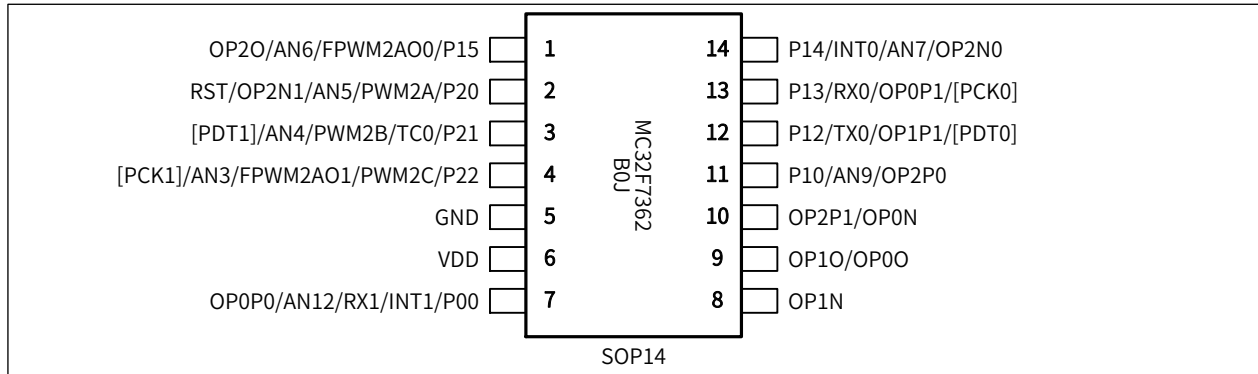 OP2O/AN6/FPWM2AO0/P15 1 14 P14/INT0/AN7/OP2N0
RST/OP2N1/AN5/PWM2A/P20 2 13 P13/RX0/OP0P1/[PCK0]
[PDT1]/AN4/PWM2B/TC0/P21 3 12 P12/TX0/OP1P1/[PDT0]
[PCK1]/AN3/FPWM2AO1/PWM2C/P22 4 11 P10/AN9/OP2P0
GND 5 10 OP2P1/OP0N
VDD 6 9 OP1O/OP0O
OP0P0/AN12/RX1/INT1/P00 7 8 OP1N
MC32F7362
B0J
SOP14